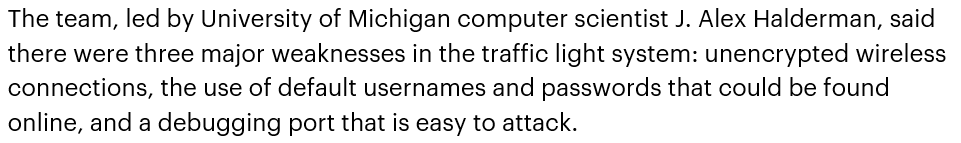 The team, led by University of Michigan computer scientist J. Alex Halderman, said
there were three major weaknesses in the traffic light system: unencrypted wireless
connections, the use of default usernames and passwords that could be found
online, and a debugging port that is easy to attack.